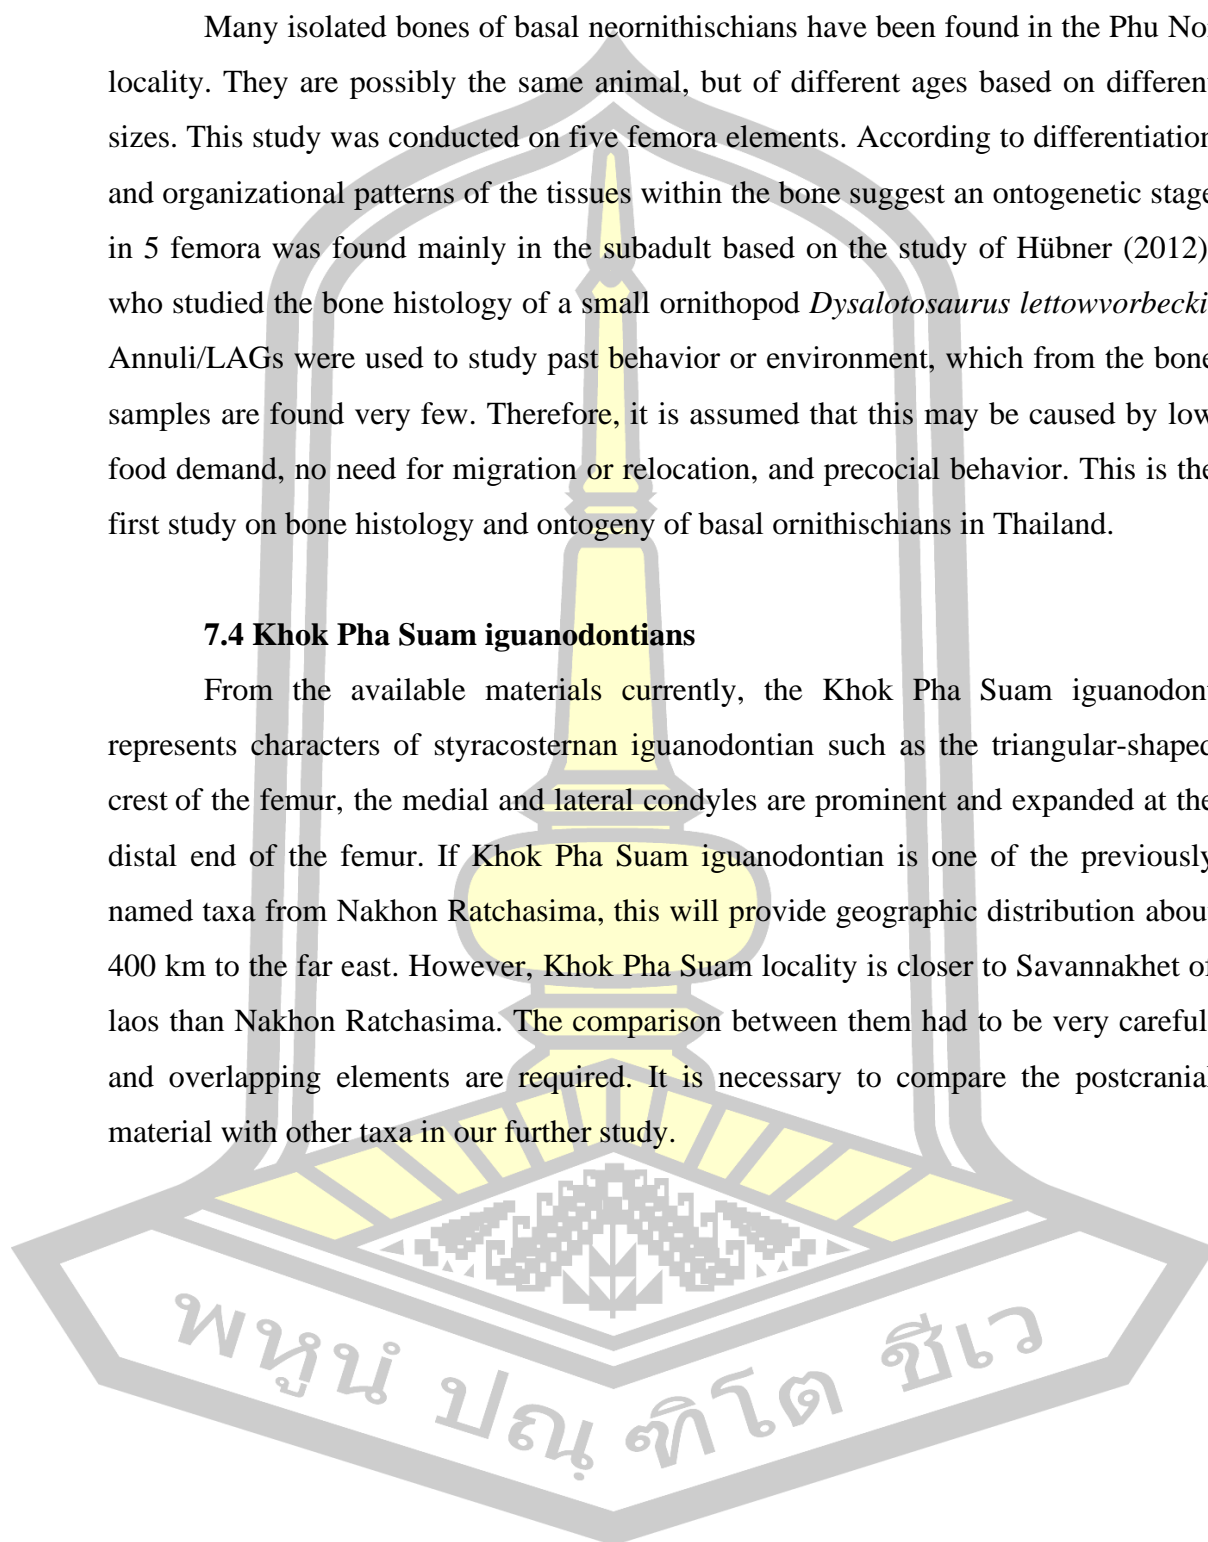 Many isolated bones of basal neornithischians have been found in the Phu Noi
locality. They are possibly the same animal, but of different ages based on different
sizes. This study was conducted on five femora elements. According to differentiation
and organizational patterns of the tissues within the bone suggest an ontogenetic stage
in 5 femora was found mainly in the subadult based on the study of Hübner (2012)
who studied the bone histology of a small ornithopod Dysalotosaurus lettowvorbecki
Annuli/LAGs were used to study past behavior or environment, which from the bone
samples are found very few. Therefore, it is assumed that this may be caused by low
food demand, no need for migration or relocation, and precocial behavior. This is the
first study on bone histology and ontogeny of basal ornithischians in Thailand.
7.4 Khok Pha Suam iguanodontians
From the available materials currently, the Khok Pha Suam iguanodont
represents characters of styracosternan iguanodontian such as the triangular-shaped
crest of the femur, the medial and lateral condyles are prominent and expanded at the
distal end of the femur. If Khok Pha Suam iguanodontian is one of the previously
named taxa from Nakhon Ratchasima, this will provide geographic distribution about
400 km to the far east. However, Khok Pha Suam locality is closer to Savannakhet of
laos than Nakhon Ratchasima. The comparison between them had to be very careful
and overlapping elements are required. It is necessary to compare the postcranial
material with other taxa in our further study.
พหูนํ ปณฺฑิโต ชีเว